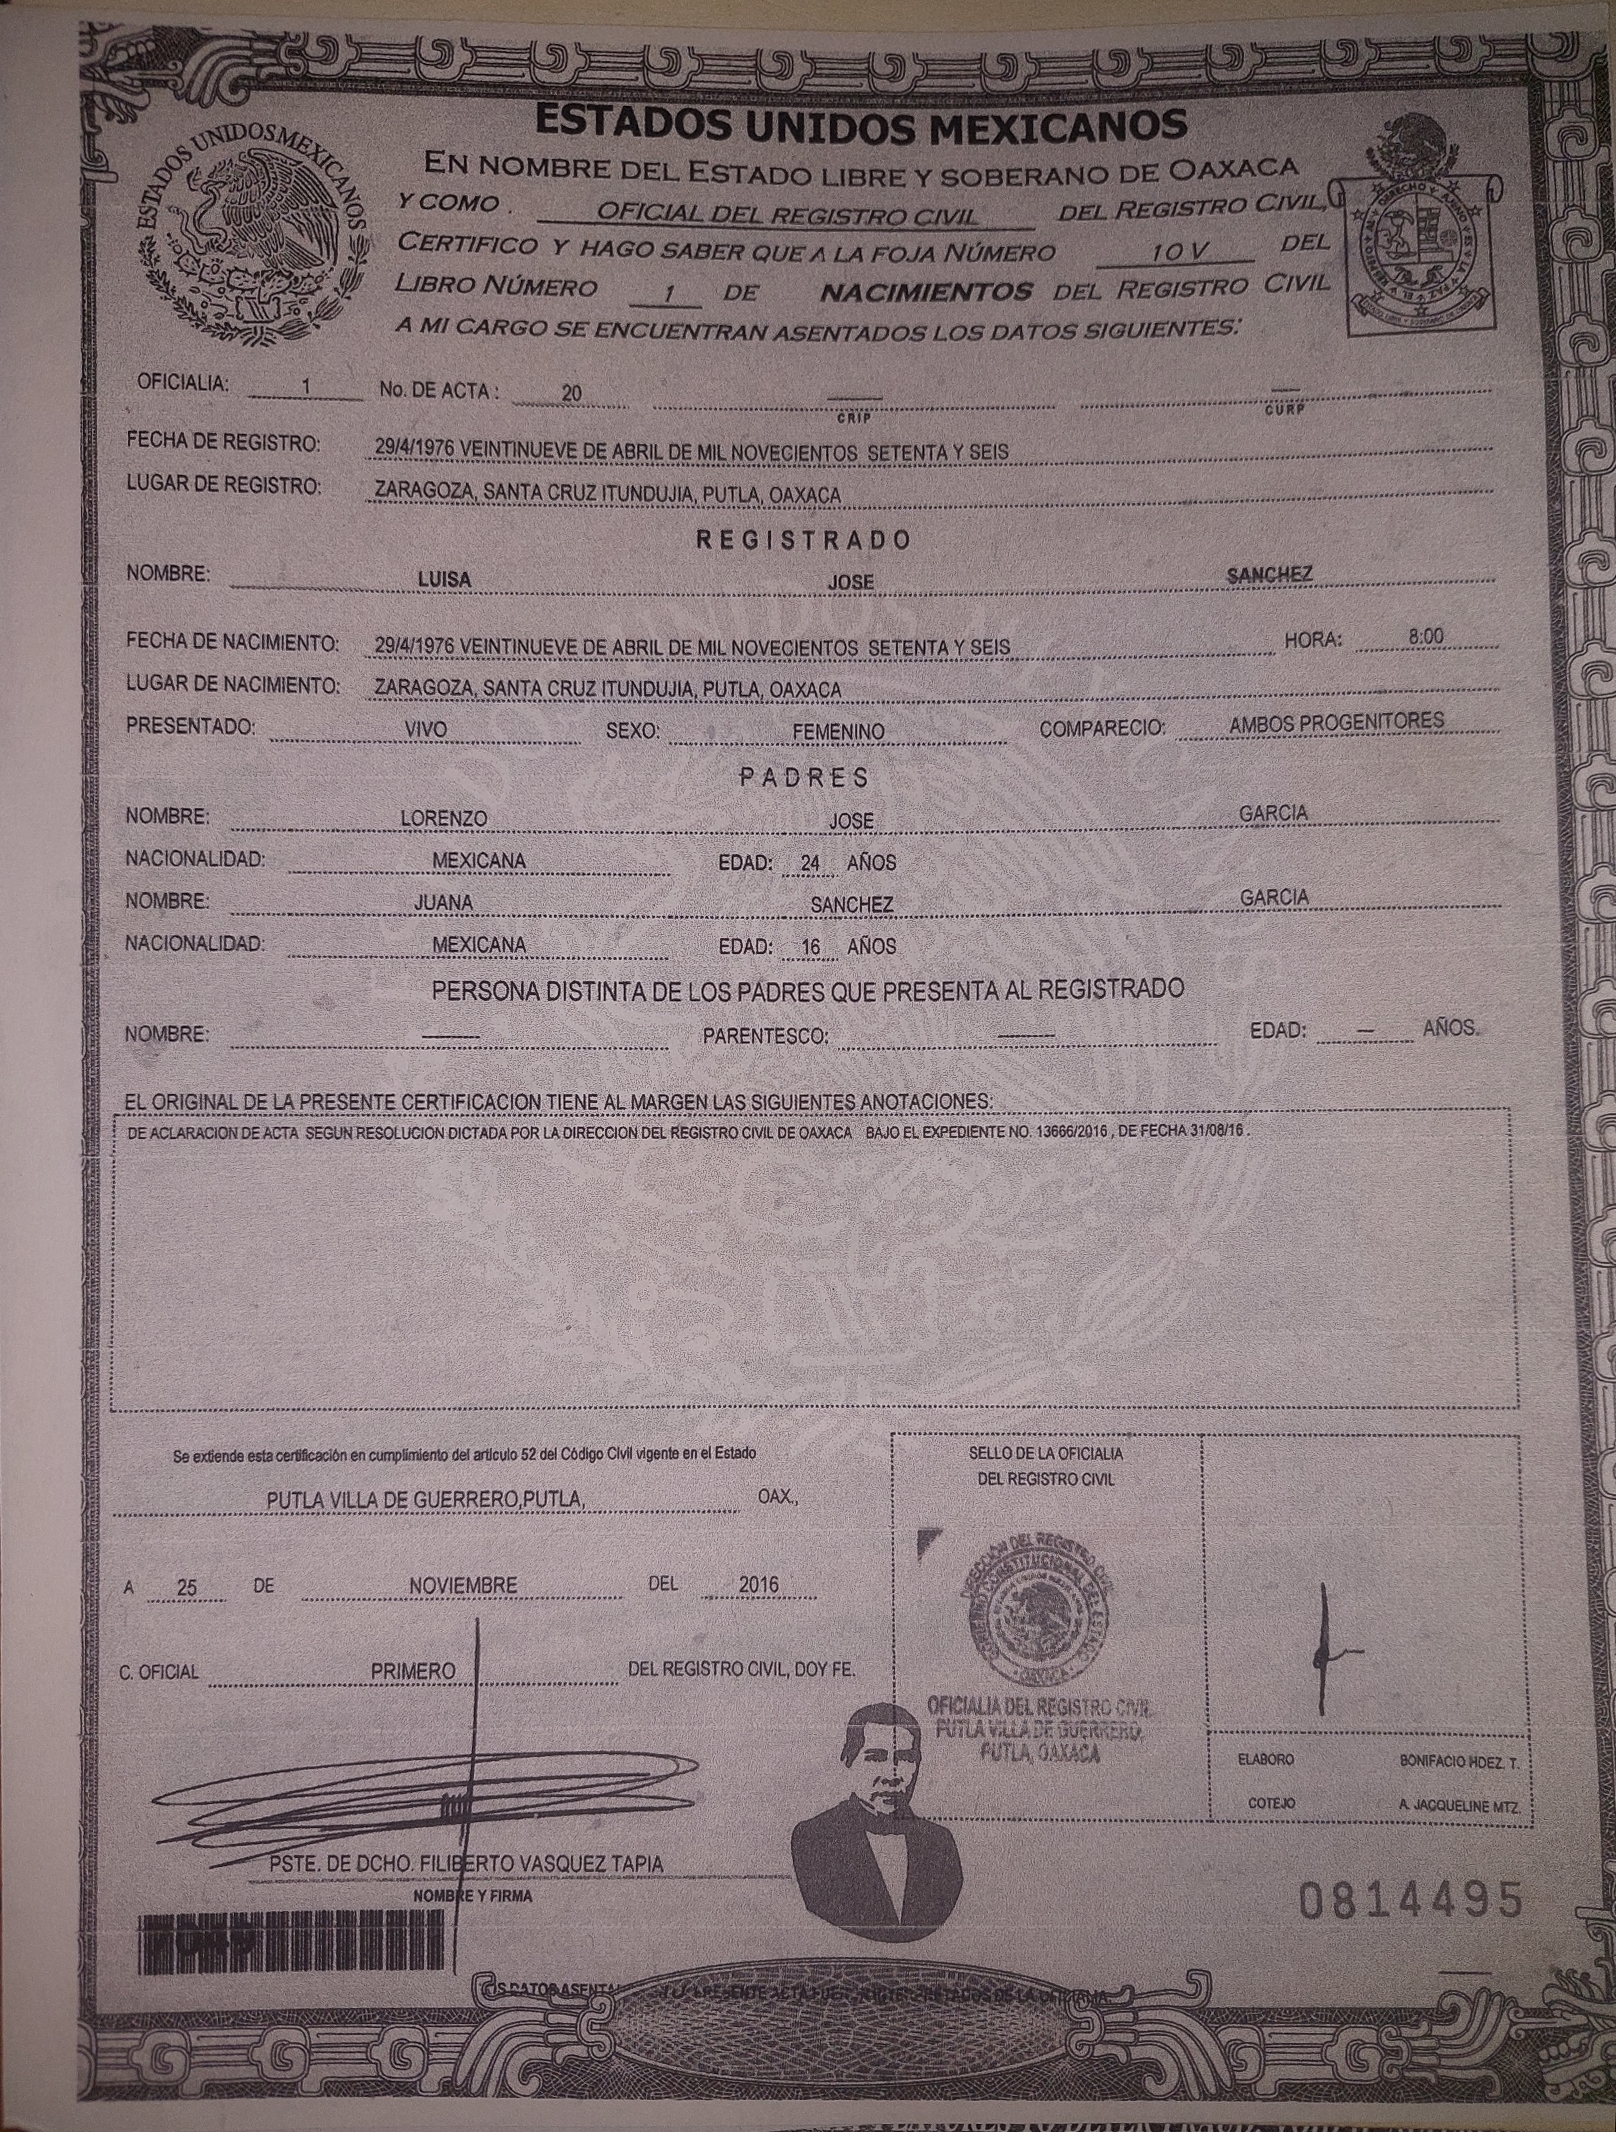 ESTADOS UNIDOS MEXICANOS
ESTADOS UNIDOS MEXICANOS
EN NOMBRE DEL ESTADO LIBRE Y SOBERANO DE OAXACA
Y COMO . OFICIAL DEL REGISTRO CIVIL DEL REGISTRO CIVIL,
CERTIFICO Y HAGO SABER QUE A LA FOJA NÚMERO 10 V DEL
LIBRO NÚMERO 1 DE NACIMIENTOS DEL REGISTRO CIVIL
A MI CARGO SE ENCUENTRAN ASENTADOS LOS DATOS SIGUIENTES:
OFICIALIA: 1 No. DE ACTA : 20
CRIP CURP
FECHA DE REGISTRO: 29/4/1976 VEINTINUEVE DE ABRIL DE MIL NOVECIENTOS SETENTA Y SEIS
LUGAR DE REGISTRO: ZARAGOZA, SANTA CRUZ ITUNDUJIA, PUTLA, OAXACA
REGISTRADO
NOMBRE: LUISA JOSE SANCHEZ
FECHA DE NACIMIENTO: 29/4/1976 VEINTINUEVE DE ABRIL DE MIL NOVECIENTOS SETENTA Y SEIS HORA: 8:00
LUGAR DE NACIMIENTO: ZARAGOZA, SANTA CRUZ ITUNDUJIA, PUTLA, OAXACA
PRESENTADO: VIVO SEXO: FEMENINO COMPARECIO: AMBOS PROGENITORES
PADRES
NOMBRE: LORENZO JOSE GARCIA
NACIONALIDAD: MEXICANA EDAD: 24 AÑOS
NOMBRE: JUANA SANCHEZ GARCIA
NACIONALIDAD: MEXICANA EDAD: 16 AÑOS
PERSONA DISTINTA DE LOS PADRES QUE PRESENTA AL REGISTRADO
NOMBRE: —— PARENTESCO: —— EDAD: — AÑOS.
EL ORIGINAL DE LA PRESENTE CERTIFICACION TIENE AL MARGEN LAS SIGUIENTES ANOTACIONES:
DE ACLARACION DE ACTA SEGUN RESOLUCION DICTADA POR LA DIRECCION DEL REGISTRO CIVIL DE OAXACA BAJO EL EXPEDIENTE NO. 13666/2016 , DE FECHA 31/08/16 .
Se extiende esta certificación en cumplimiento del articulo 52 del Código Civil vigente en el Estado
PUTLA VILLA DE GUERRERO,PUTLA, OAX.,
A 25 DE NOVIEMBRE DEL 2016
C. OFICIAL PRIMERO DEL REGISTRO CIVIL, DOY FE.
PSTE. DE DCHO. FILIBERTO VASQUEZ TAPIA
NOMBRE Y FIRMA
SELLO DE LA OFICIALIA
DEL REGISTRO CIVIL
DIRECCIÓN DEL REGISTRO CIVIL
OAXACA
OFICIALIA DEL REGISTRO CIVIL
PUTLA VILLA DE GUERRERO,
PUTLA, OAXACA
ELABORO BONIFACIO HDEZ. T.
COTEJO A. JACQUELINE MTZ.
0814495